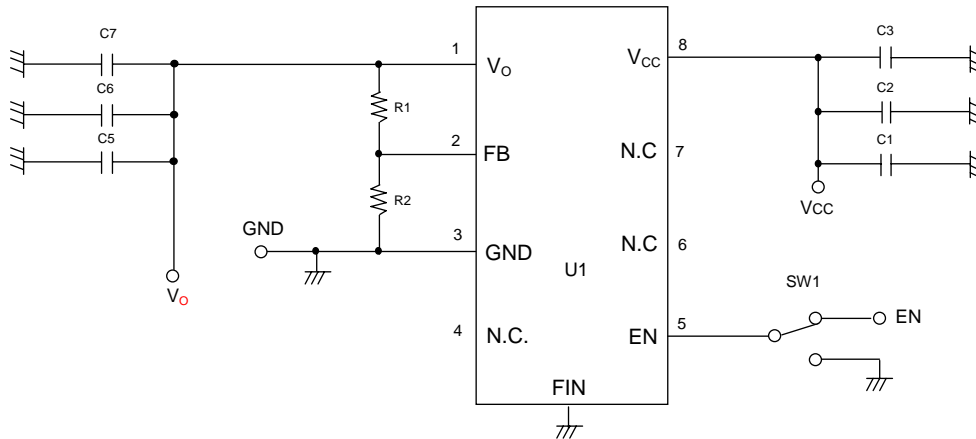 C7
C6
C5
VO
GND
R1
R2
1
2
3
4
VO
FB
GND
N.C.
U1
FIN
VCC
N.C
N.C
EN
8
7
6
5
C3
C2
C1
VCC
SW1
EN